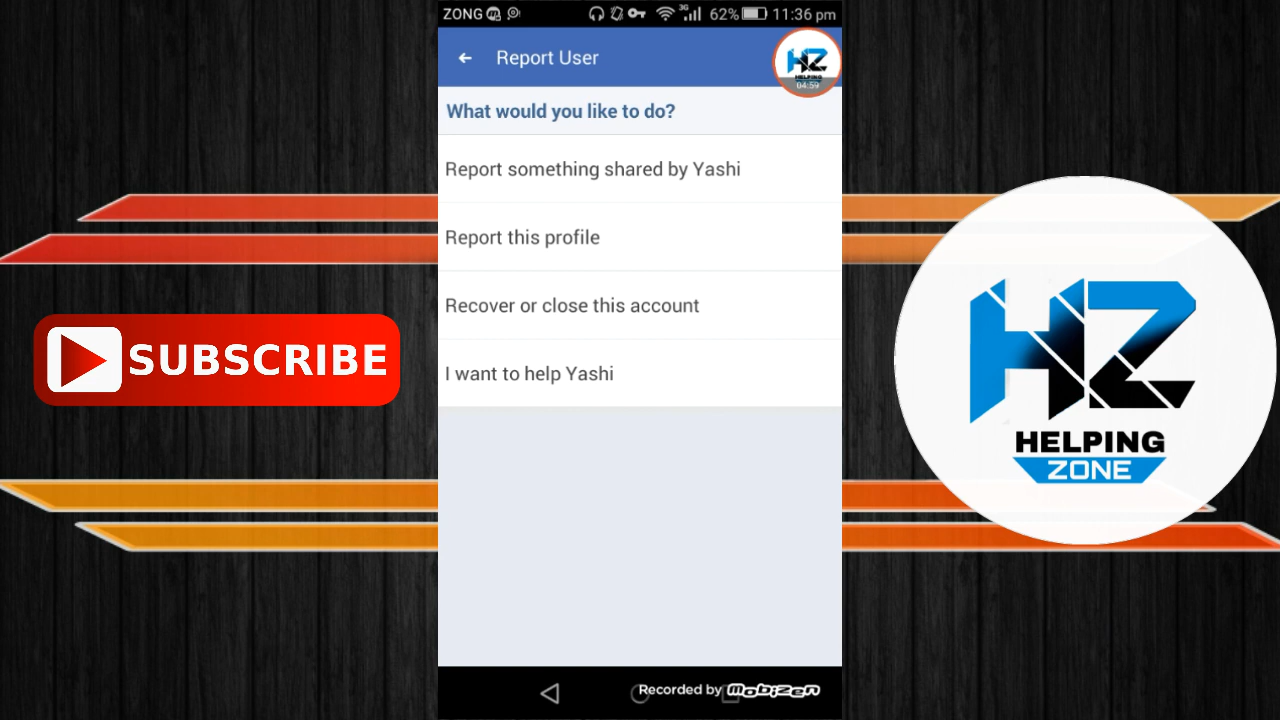 ZONG 3G 62% 11:36 pm
Report User
HZ
HELPING
04:59
What would you like to do?
Report something shared by Yashi
Report this profile
Recover or close this account
I want to help Yashi
SUBSCRIBE
HZ
HELPING
ZONE
Recorded by Mobizen